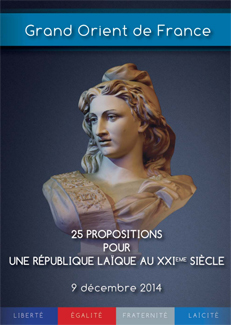 Grand Orient de France
25 PROPOSITIONS
POUR
UNE RÉPUBLIQUE LAÏQUE AU XXIEME SIÈCLE
9 décembre 2014
LIBERTÉ ÉGALITÉ FRATERNITÉ LAÏCITÉ